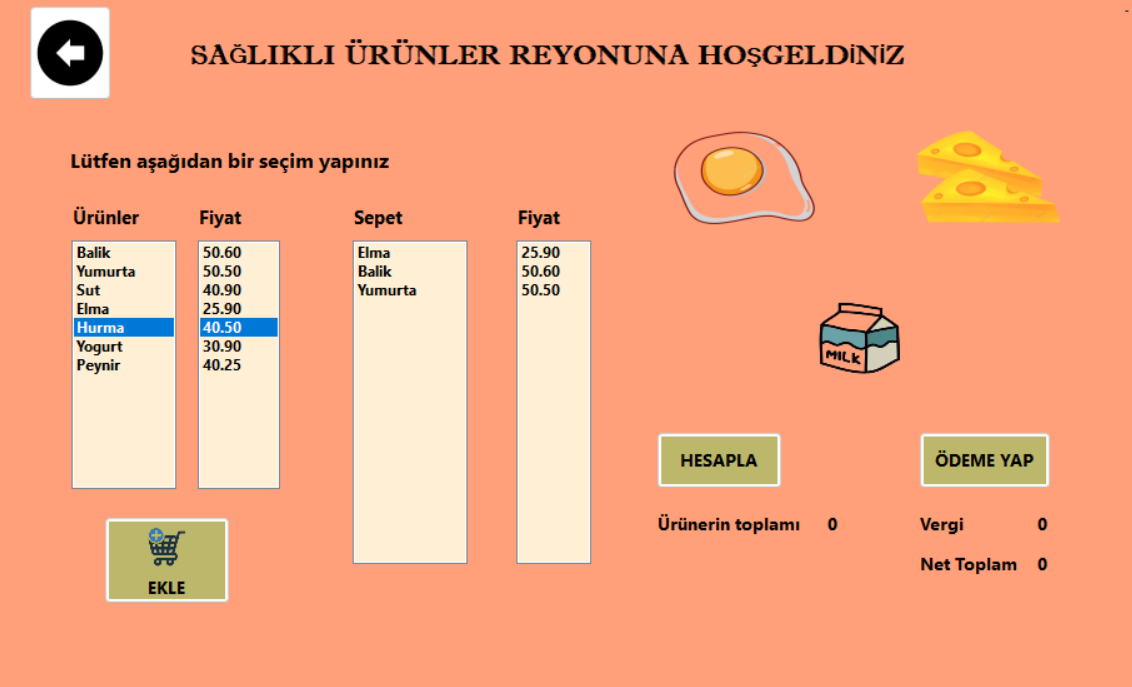 SAĞLIKLI ÜRÜNLER REYONUNA HOŞGELDİNİZ
Lütfen aşağıdan bir seçim yapınız
Ürünler Fiyat Sepet Fiyat
Balik 50.60 Elma 25.90
Yumurta 50.50 Balik 50.60
Sut 40.90 Yumurta 50.50
Elma 25.90
Hurma 40.50
Yogurt 30.90
Peynir 40.25
MILK
HESAPLA ÖDEME YAP
Ürünerin toplamı 0 Vergi 0
Net Toplam 0
EKLE